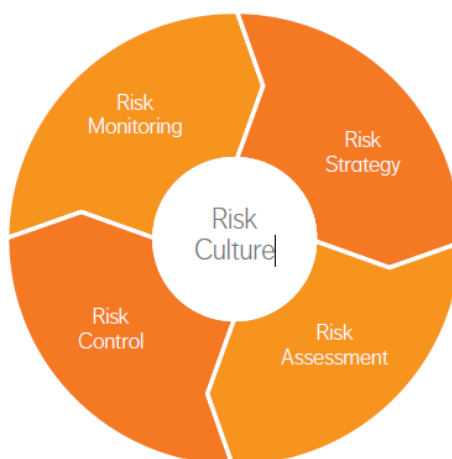 Risk
Monitoring
Risk
Strategy
Risk
Culture
Risk
Control
Risk
Assessment